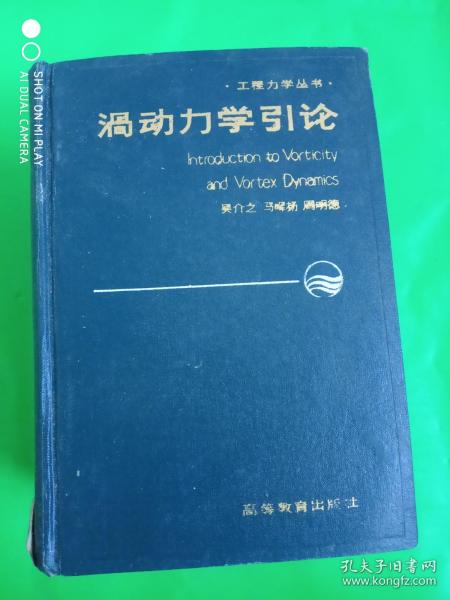 SHOT ON MI PLAY
AI DUAL CAMERA
·工程力学丛书·
涡动力学引论
Introduction to Vorticity
and Vortex Dynamics
吴介之 马晖扬 周明德
高等教育出版社
孔夫子旧书网
www.kongfz.com